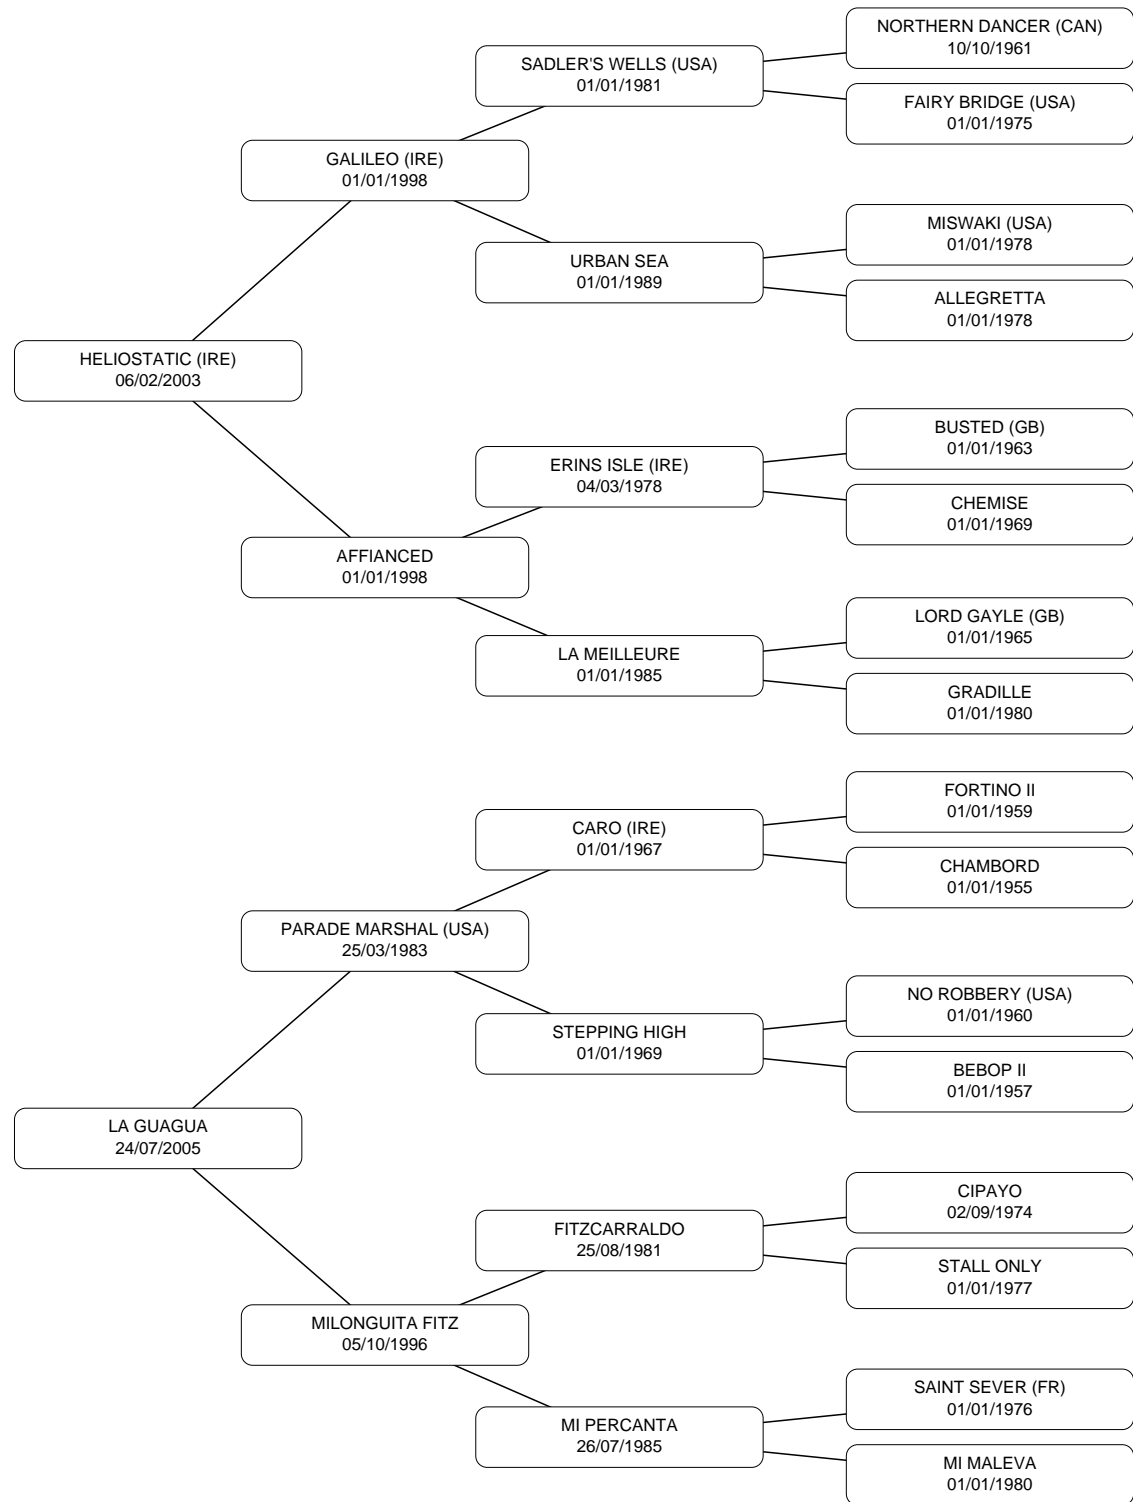 NORTHERN DANCER (CAN)
10/10/1961
SADLER'S WELLS (USA)
01/01/1981
FAIRY BRIDGE (USA)
01/01/1975
GALILEO (IRE)
01/01/1998
MISWAKI (USA)
01/01/1978
URBAN SEA
01/01/1989
ALLEGRETTA
01/01/1978
HELIOSTATIC (IRE)
06/02/2003
BUSTED (GB)
01/01/1963
ERINS ISLE (IRE)
04/03/1978
CHEMISE
01/01/1969
AFFIANCED
01/01/1998
LORD GAYLE (GB)
01/01/1965
LA MEILLEURE
01/01/1985
GRADILLE
01/01/1980
FORTINO II
01/01/1959
CARO (IRE)
01/01/1967
CHAMBORD
01/01/1955
PARADE MARSHAL (USA)
25/03/1983
NO ROBBERY (USA)
01/01/1960
STEPPING HIGH
01/01/1969
BEBOP II
01/01/1957
LA GUAGUA
24/07/2005
CIPAYO
02/09/1974
FITZCARRALDO
25/08/1981
STALL ONLY
01/01/1977
MILONGUITA FITZ
05/10/1996
SAINT SEVER (FR)
01/01/1976
MI PERCANTA
26/07/1985
MI MALEVA
01/01/1980